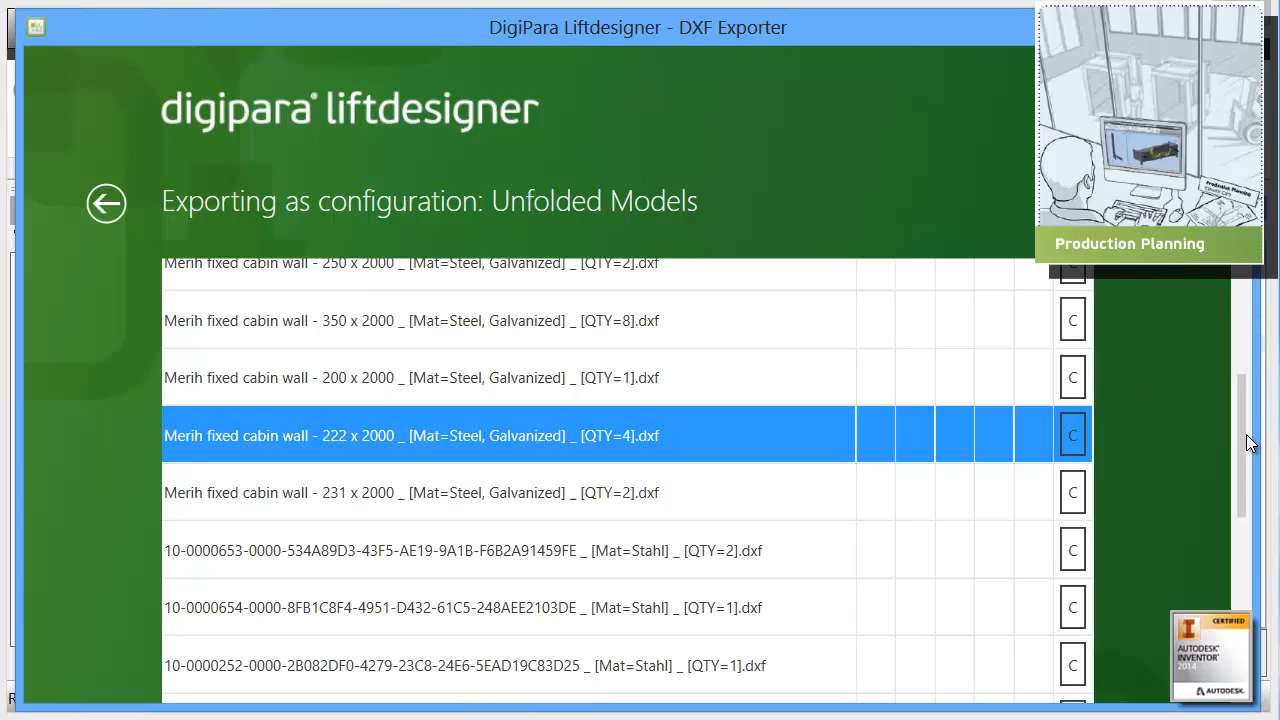 DigiPara Liftdesigner - DXF Exporter
digipara® liftdesigner
Exporting as configuration: Unfolded Models
Production Planning
Merih fixed cabin wall - 250 x 2000 _ [Mat=Steel, Galvanized] _ [QTY=2].dxf
C
Merih fixed cabin wall - 350 x 2000 _ [Mat=Steel, Galvanized] _ [QTY=8].dxf
C
Merih fixed cabin wall - 200 x 2000 _ [Mat=Steel, Galvanized] _ [QTY=1].dxf
C
Merih fixed cabin wall - 222 x 2000 _ [Mat=Steel, Galvanized] _ [QTY=4].dxf
C
Merih fixed cabin wall - 231 x 2000 _ [Mat=Steel, Galvanized] _ [QTY=2].dxf
C
10-0000653-0000-534A89D3-43F5-AE19-9A1B-F6B2A91459FE _ [Mat=Stahl] _ [QTY=2].dxf
C
10-0000654-0000-8FB1C8F4-4951-D432-61C5-248AEE2103DE _ [Mat=Stahl] _ [QTY=1].dxf
C
10-0000252-0000-2B082DF0-4279-23C8-24E6-5EAD19C83D25 _ [Mat=Stahl] _ [QTY=1].dxf
C
CERTIFIED
AUTODESK®
INVENTOR®
2014
AUTODESK.
R